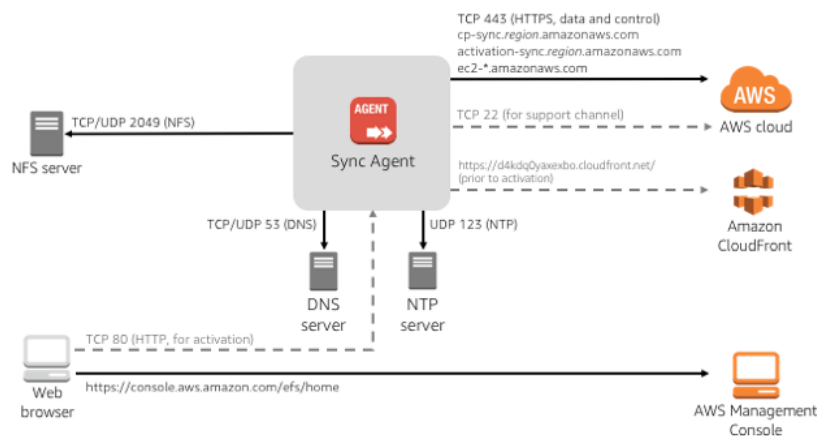 TCP 443 (HTTPS, data and control)
cp-sync.region.amazonaws.com
activation-sync.region.amazonaws.com
ec2-*.amazonaws.com
AWS
AWS cloud
TCP/UDP 2049 (NFS)
NFS server
AGENT
Sync Agent
TCP 22 (for support channel)
https://d4kdq0yaxexbo.cloudfront.net/
(prior to activation)
Amazon
CloudFront
TCP/UDP 53 (DNS)
UDP 123 (NTP)
DNS
server
NTP
server
TCP 80 (HTTP, for activation)
Web
browser
https://console.aws.amazon.com/efs/home
AWS Management
Console